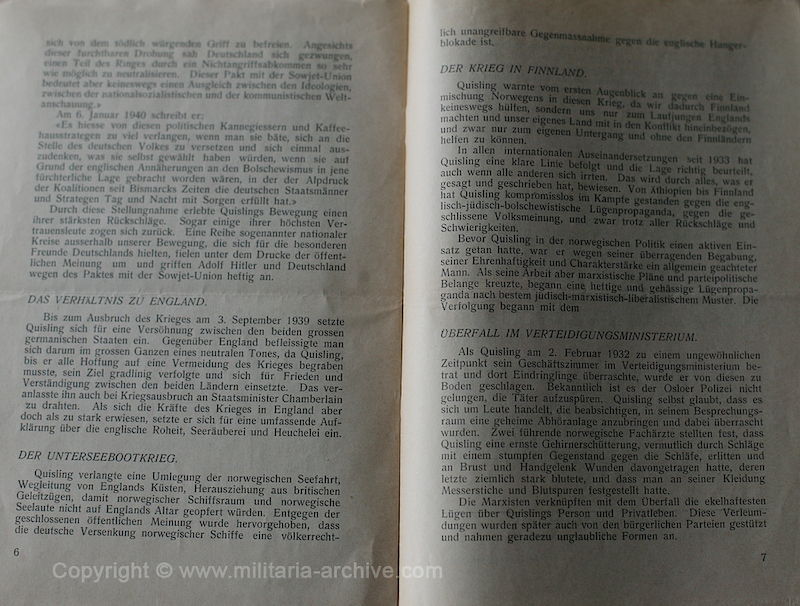 sich von dem tödlich würgenden Griff zu befreien. Angesichts
dieser furchtbaren Drohung sah Deutschland sich gezwungen,
einen Teil des Ringes durch ein Nichtangriffsabkommen so sehr
wie möglich zu neutralisieren. Dieser Pakt mit der Sowjet-Union
bedeutet aber keineswegs einen Ausgleich zwischen den Ideologien,
zwischen der nationalsozialistischen und der kommunistischen Welt-
anschauung.»
Am 6. Januar 1940 schreibt er:
«Es hiesse von diesen politischen Kannegiessern und Kaffee-
hausstrategen zu viel verlangen, wenn man sie bäte, sich an die
Stelle des deutschen Volkes zu versetzen und sich einmal aus-
zudenken, was sie selbst gewählt haben würden, wenn sie auf
Grund der englischen Annäherungen an den Bolschewismus in jene
fürchterliche Lage gebracht worden wären, in der der Alpdruck
der Koalitionen seit Bismarcks Zeiten die deutschen Staatsmänner
und Strategen Tag und Nacht mit Sorgen erfüllt hat.»
Durch diese Stellungnahme erlebte Quislings Bewegung einen
ihrer stärksten Rückschläge. Sogar einige ihrer höchsten Ver-
trauensleute zogen sich zurück. Eine Reihe sogenannter nationaler
Kreise ausserhalb unserer Bewegung, die sich für die besonderen
Freunde Deutschlands hielten, fielen unter dem Drucke der öffent-
lichen Meinung um und griffen Adolf Hitler und Deutschland
wegen des Paktes mit der Sowjet-Union heftig an.
DAS VERHÄLTNIS ZU ENGLAND.
Bis zum Ausbruch des Krieges am 3. September 1939 setzte
Quisling sich für eine Versöhnung zwischen den beiden grossen
germanischen Staaten ein. Gegenüber England befleissigte man
sich darum im grossen Ganzen eines neutralen Tones, da Quisling,
bis er alle Hoffnung auf eine Vermeidung des Krieges begraben
musste, sein Ziel gradlinig verfolgte und sich für Frieden und
Verständigung zwischen den beiden Ländern einsetzte. Das ver-
anlasste ihn auch bei Kriegsausbruch an Staatsminister Chamberlain
zu drahten. Als sich die Kräfte des Krieges in England aber
doch als zu stark erwiesen, setzte er sich für eine umfassende Auf-
klärung über die englische Roheit, Seeräuberei und Heuchelei ein.
DER UNTERSEEBOOTKRIEG.
Quisling verlangte eine Umlegung der norwegischen Seefahrt,
Wegleitung von Englands Küsten, Herausziehung aus britischen
Geleitzügen, damit norwegischer Schiffsraum und norwegische
Seelaute nicht auf Englands Altar geopfert würden. Entgegen der
geschlossenen öffentlichen Meinung wurde hervorgehoben, dass
die deutsche Versenkung norwegischer Schiffe eine völkerrecht-
6
lich unangreifbare Gegenmassnahme gegen die englische Hunger-
blokade ist.
DER KRIEG IN FINNLAND.
Quisling warnte vom ersten Augenblick an gegen eine Ein-
mischung Norwegens in diesen Krieg, da wir dadurch Finnland
keineswegs hülfen, sondern uns nur zum Laufjungen Englands
machten und unser eigenes Land mit in den Konflikt hineinbezögen,
und zwar nur zum eigenen Untergang und ohne den Finnländern
helfen zu können.
In allen internationalen Auseinandersetzungen seit 1933 hat
Quisling eine klare Linie befolgt und die Lage richtig beurteilt,
auch wenn alle anderen sich irrten. Das wird durch alles, was er
gesagt und geschrieben hat, bewiesen. Von Äthiopien bis Finnland
hat Quisling kompromisslos im Kampfe gestanden gegen die eng-
lisch-jüdisch-bolschewistische Lügenpropaganda, gegen die ge-
schlissene Volksmeinung, und zwar trotz aller Rückschläge und
Schwierigkeiten.
Bevor Quisling in der norwegischen Politik einen aktiven Ein-
satz getan hatte, war er wegen seiner überragenden Begabung,
seiner Ehrenhaftigkeit und Charakterstärke ein allgemein geachteter
Mann. Als seine Arbeit aber marxistische Pläne und parteipolitische
Belange kreuzte, begann eine heftige und gehässige Lügenpropa-
ganda nach bestem jüdisch-marxistisch-liberalistischem Muster. Die
Verfolgung begann mit dem
ÜBERFALL IM VERTEIDIGUNGSMINISTERIUM.
Als Quisling am 2. Februar 1932 zu einem ungewöhnlichen
Zeitpunkt sein Geschäftszimmer im Verteidigungsministerium be-
trat und dort Eindringlinge überraschte, wurde er von diesen zu
Boden geschlagen. Bekanntlich ist es der Osloer Polizei nicht
gelungen, die Täter aufzuspüren. Quisling selbst glaubt, dass es
sich um Leute handelt, die beabsichtigen, in seinem Besprechungs-
raum eine geheime Abhöranlage anzubringen und dabei überrascht
wurden. Zwei führende norwegische Fachärzte stellten fest, dass
Quisling eine ernste Gehirnerschütterung, vermutlich durch Schläge
mit einem stumpfen Gegenstand gegen die Schläfe, erlitten und
an Brust und Handgelenk Wunden davongetragen hatte, deren
letzte ziemlich stark blutete, und dass man an seiner Kleidung
Messerstiche und Blutspuren festgestellt hatte.
Die Marxisten verknüpften mit dem Überfall die ekelhaftesten
Lügen über Quislings Person und Privatleben. Diese Verleum-
dungen wurden später auch von den bürgerlichen Parteien gestützt
und nahmen geradezu unglaubliche Formen an.
7
Copyright © www.militaria-archive.com